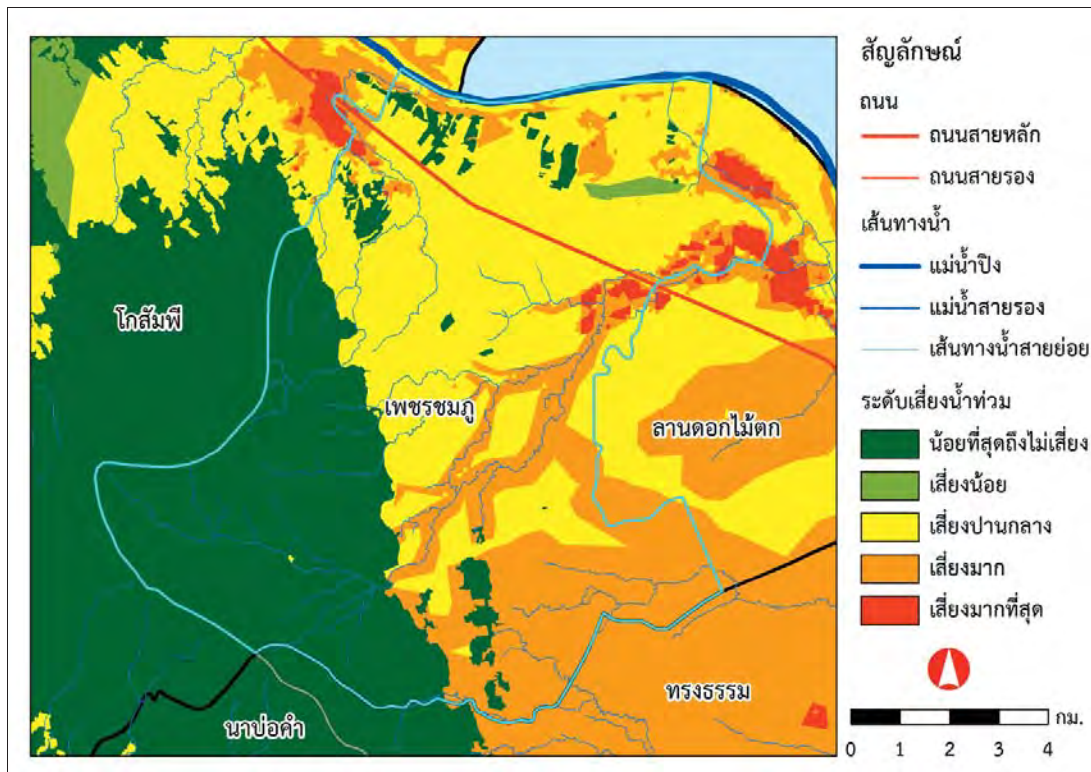 โกสัมพี
เพชรชมภู
ลานดอกไม้ตก
ทรงธรรม
นาบ่อคำ
สัญลักษณ์
ถนน
ถนนสายหลัก
ถนนสายรอง
เส้นทางน้ำ
แม่น้ำปิง
แม่น้ำสายรอง
เส้นทางน้ำสายย่อย
ระดับเสี่ยงน้ำท่วม
น้อยที่สุดถึงไม่เสี่ยง
เสี่ยงน้อย
เสี่ยงปานกลาง
เสี่ยงมาก
เสี่ยงมากที่สุด
กม.
0 1 2 3 4